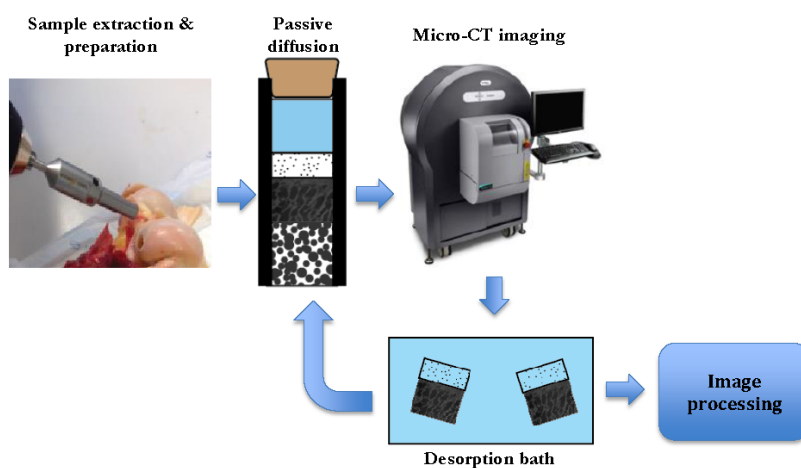 Sample extraction &
preparation
Passive
diffusion
Micro-CT imaging
Image
processing
Desorption bath